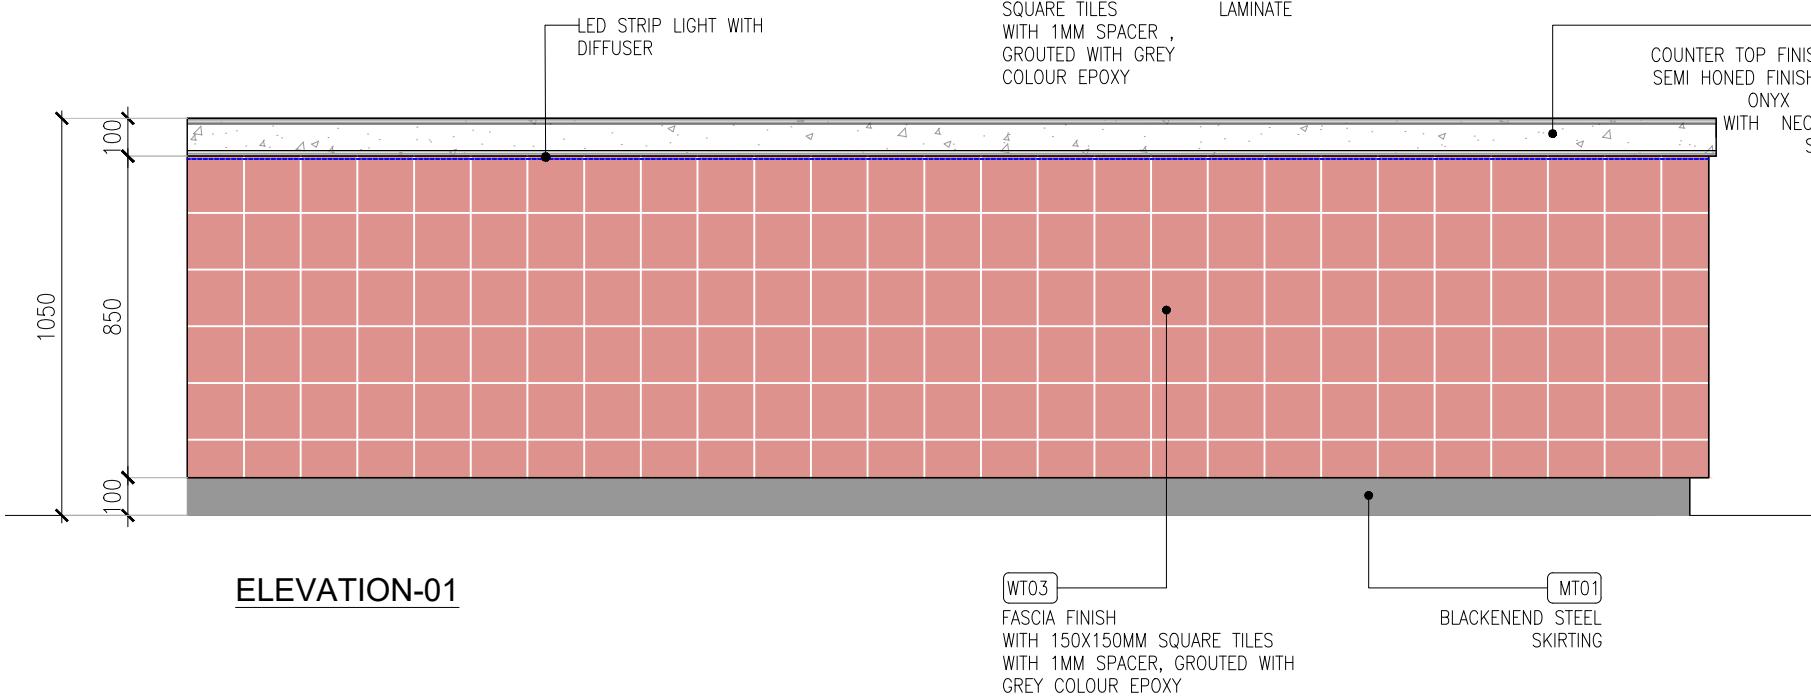 SQUARE TILES
WITH 1MM SPACER ,
GROUTED WITH GREY
COLOUR EPOXY
LAMINATE
LED STRIP LIGHT WITH
DIFFUSER
COUNTER TOP FINIS
SEMI HONED FINISH
ONYX
WITH NEO
S
100
850
100
1050
ELEVATION-01
WT03
FASCIA FINISH
WITH 150X150MM SQUARE TILES
WITH 1MM SPACER, GROUTED WITH
GREY COLOUR EPOXY
MT01
BLACKENEND STEEL
SKIRTING